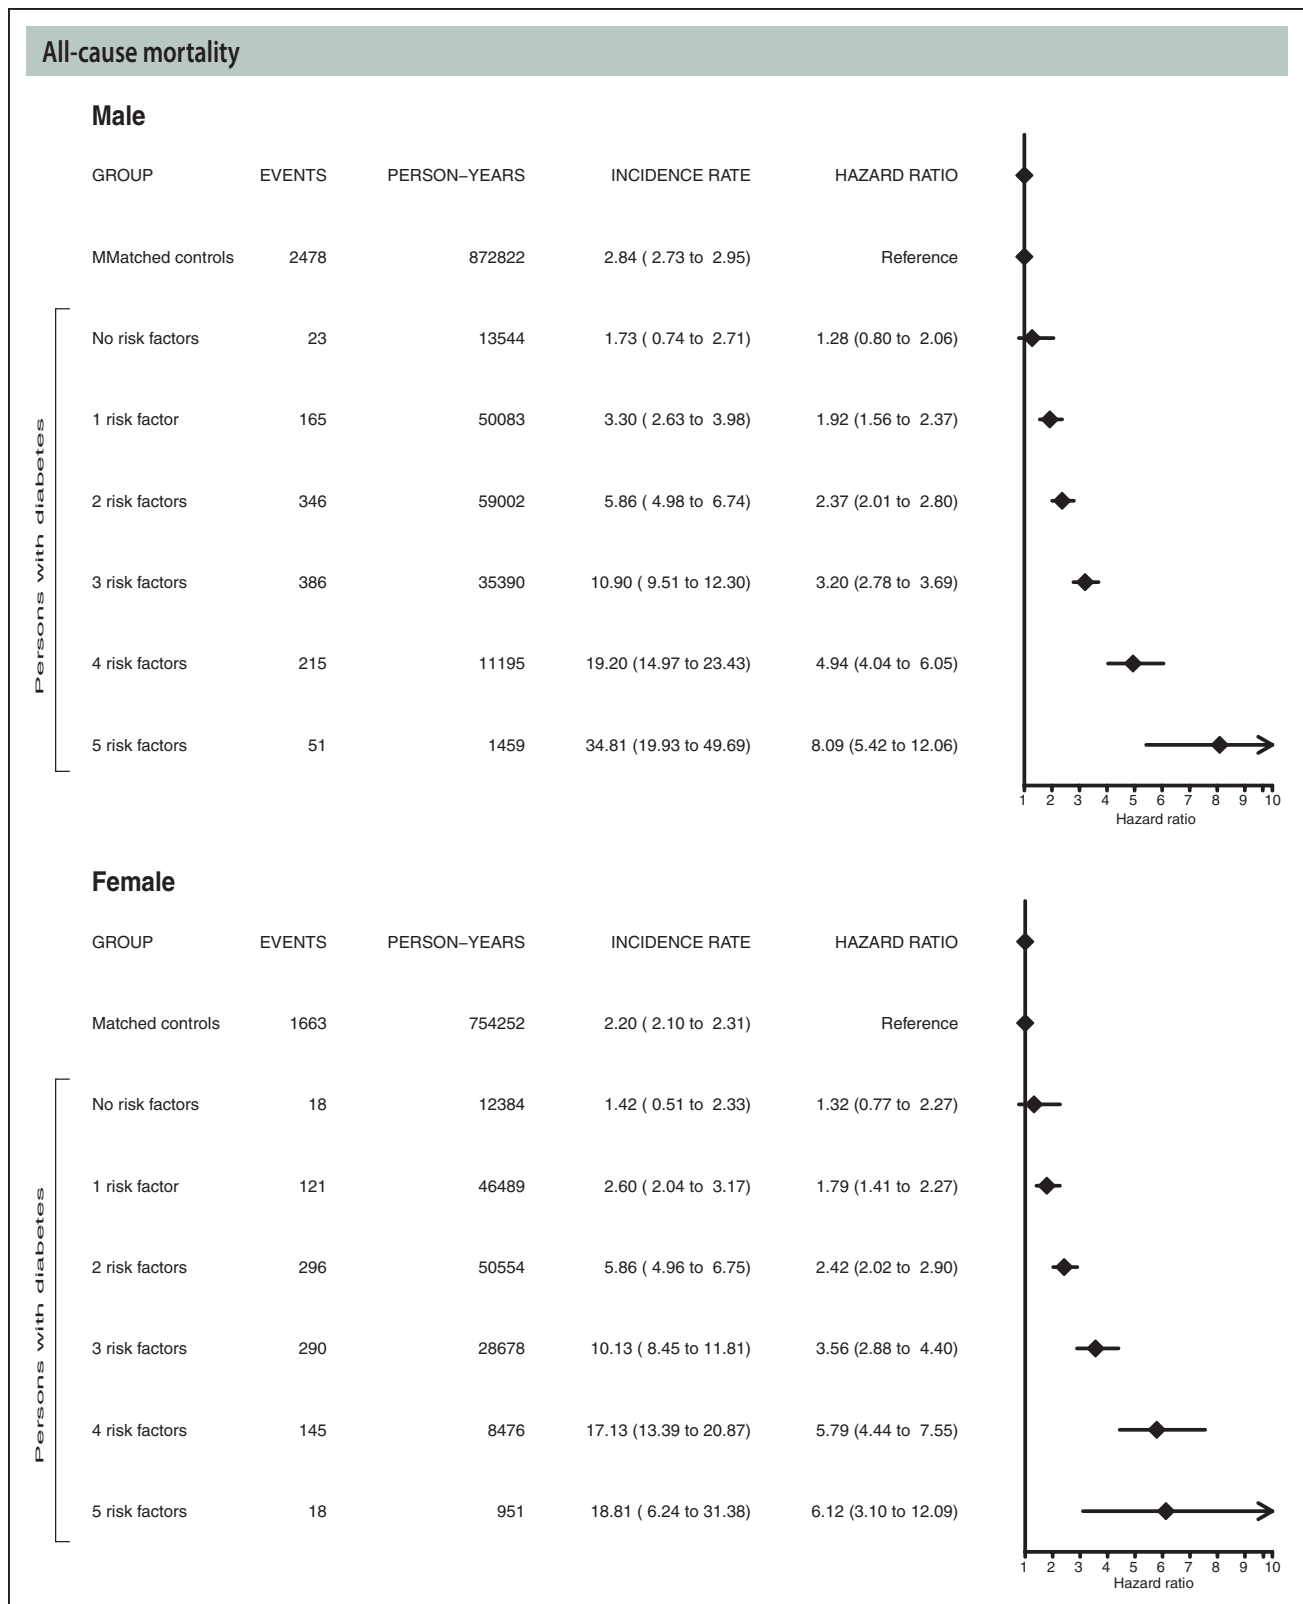 All-cause mortality
Male
GROUP EVENTS PERSON–YEARS INCIDENCE RATE HAZARD RATIO
MMatched controls 2478 872822 2.84 ( 2.73 to 2.95) Reference
Persons with diabetes
No risk factors 23 13544 1.73 ( 0.74 to 2.71) 1.28 (0.80 to 2.06)
1 risk factor 165 50083 3.30 ( 2.63 to 3.98) 1.92 (1.56 to 2.37)
2 risk factors 346 59002 5.86 ( 4.98 to 6.74) 2.37 (2.01 to 2.80)
3 risk factors 386 35390 10.90 ( 9.51 to 12.30) 3.20 (2.78 to 3.69)
4 risk factors 215 11195 19.20 (14.97 to 23.43) 4.94 (4.04 to 6.05)
5 risk factors 51 1459 34.81 (19.93 to 49.69) 8.09 (5.42 to 12.06)
1 2 3 4 5 6 7 8 9 10
Hazard ratio
Female
GROUP EVENTS PERSON–YEARS INCIDENCE RATE HAZARD RATIO
Matched controls 1663 754252 2.20 ( 2.10 to 2.31) Reference
Persons with diabetes
No risk factors 18 12384 1.42 ( 0.51 to 2.33) 1.32 (0.77 to 2.27)
1 risk factor 121 46489 2.60 ( 2.04 to 3.17) 1.79 (1.41 to 2.27)
2 risk factors 296 50554 5.86 ( 4.96 to 6.75) 2.42 (2.02 to 2.90)
3 risk factors 290 28678 10.13 ( 8.45 to 11.81) 3.56 (2.88 to 4.40)
4 risk factors 145 8476 17.13 (13.39 to 20.87) 5.79 (4.44 to 7.55)
5 risk factors 18 951 18.81 ( 6.24 to 31.38) 6.12 (3.10 to 12.09)
1 2 3 4 5 6 7 8 9 10
Hazard ratio